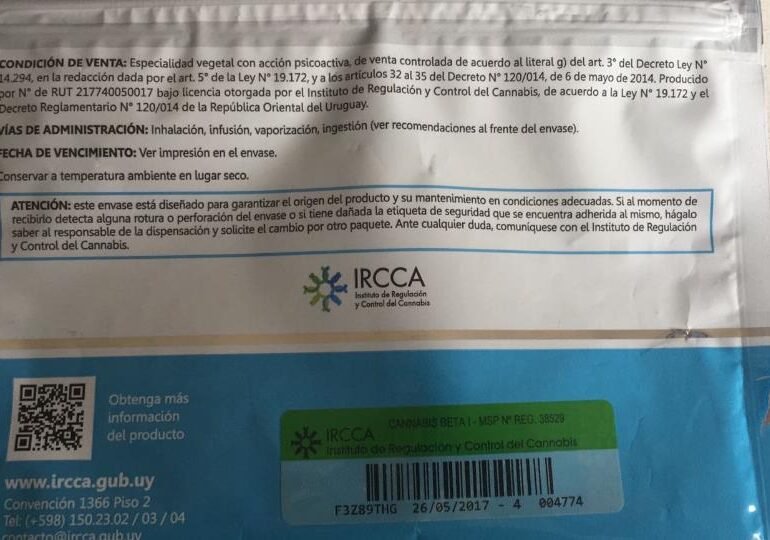 CONDICIÓN DE VENTA: Especialidad vegetal con acción psicoactiva, de venta controlada de acuerdo al literal g) del art. 3° del Decreto Ley N°
14.294, en la redacción dada por el art. 5° de la Ley N° 19.172, y a los artículos 32 al 35 del Decreto N° 120/014, de 6 de mayo de 2014. Producido
por N° de RUT 217740050017 bajo licencia otorgada por el Instituto de Regulación y Control del Cannabis, de acuerdo a la Ley N° 19.172 y el
Decreto Reglamentario N° 120/014 de la República Oriental del Uruguay.
VÍAS DE ADMINISTRACIÓN: Inhalación, infusión, vaporización, ingestión (ver recomendaciones al frente del envase).
FECHA DE VENCIMIENTO: Ver impresión en el envase.
Conservar a temperatura ambiente en lugar seco.
ATENCIÓN: este envase está diseñado para garantizar el origen del producto y su mantenimiento en condiciones adecuadas. Si al momento de
recibirlo detecta alguna rotura o perforación del envase o si tiene dañada la etiqueta de seguridad que se encuentra adherida al mismo, hágalo
saber al responsable de la dispensación y solicite el cambio por otro paquete. Ante cualquier duda, comuníquese con el Instituto de Regulación
y Control del Cannabis.
IRCCA
Instituto de Regulación
y Control del Cannabis
Obtenga más
información
del producto
www.ircca.gub.uy
Convención 1366 Piso 2
Tel: (+598) 150.23.02 / 03 / 04
contacto@ircca.gub.uy
CANNABIS BETA I - MSP Nº REG. 38529
IRCCA
Instituto de Regulación y Control del Cannabis
F3Z89THG 26/05/2017 - 4 004774